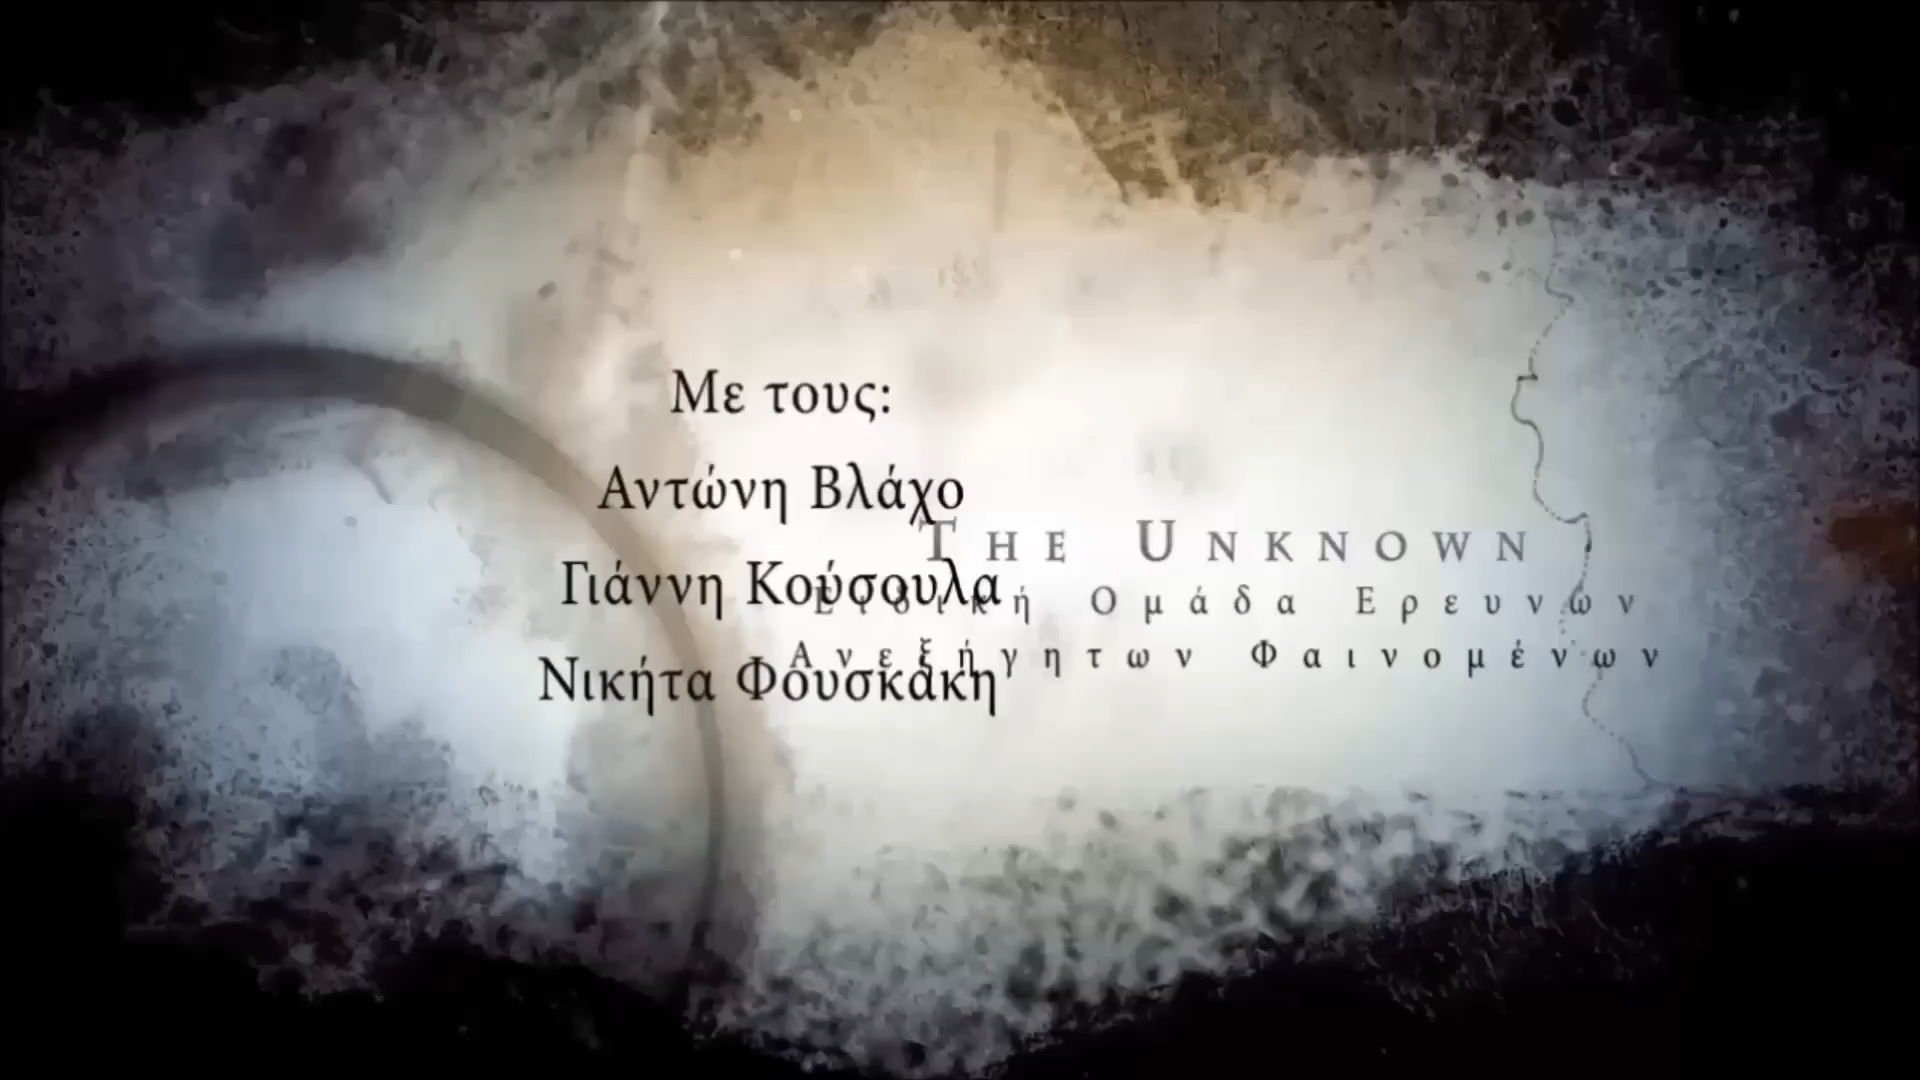 Με τους:
Αντώνη Βλάχο
Γιάννη Κούσουλα
Νικήτα Φουσκάκη
THE UNKNOWN
Ειδική Ομάδα Ερευνών
Ανεξήγητων Φαινομένων